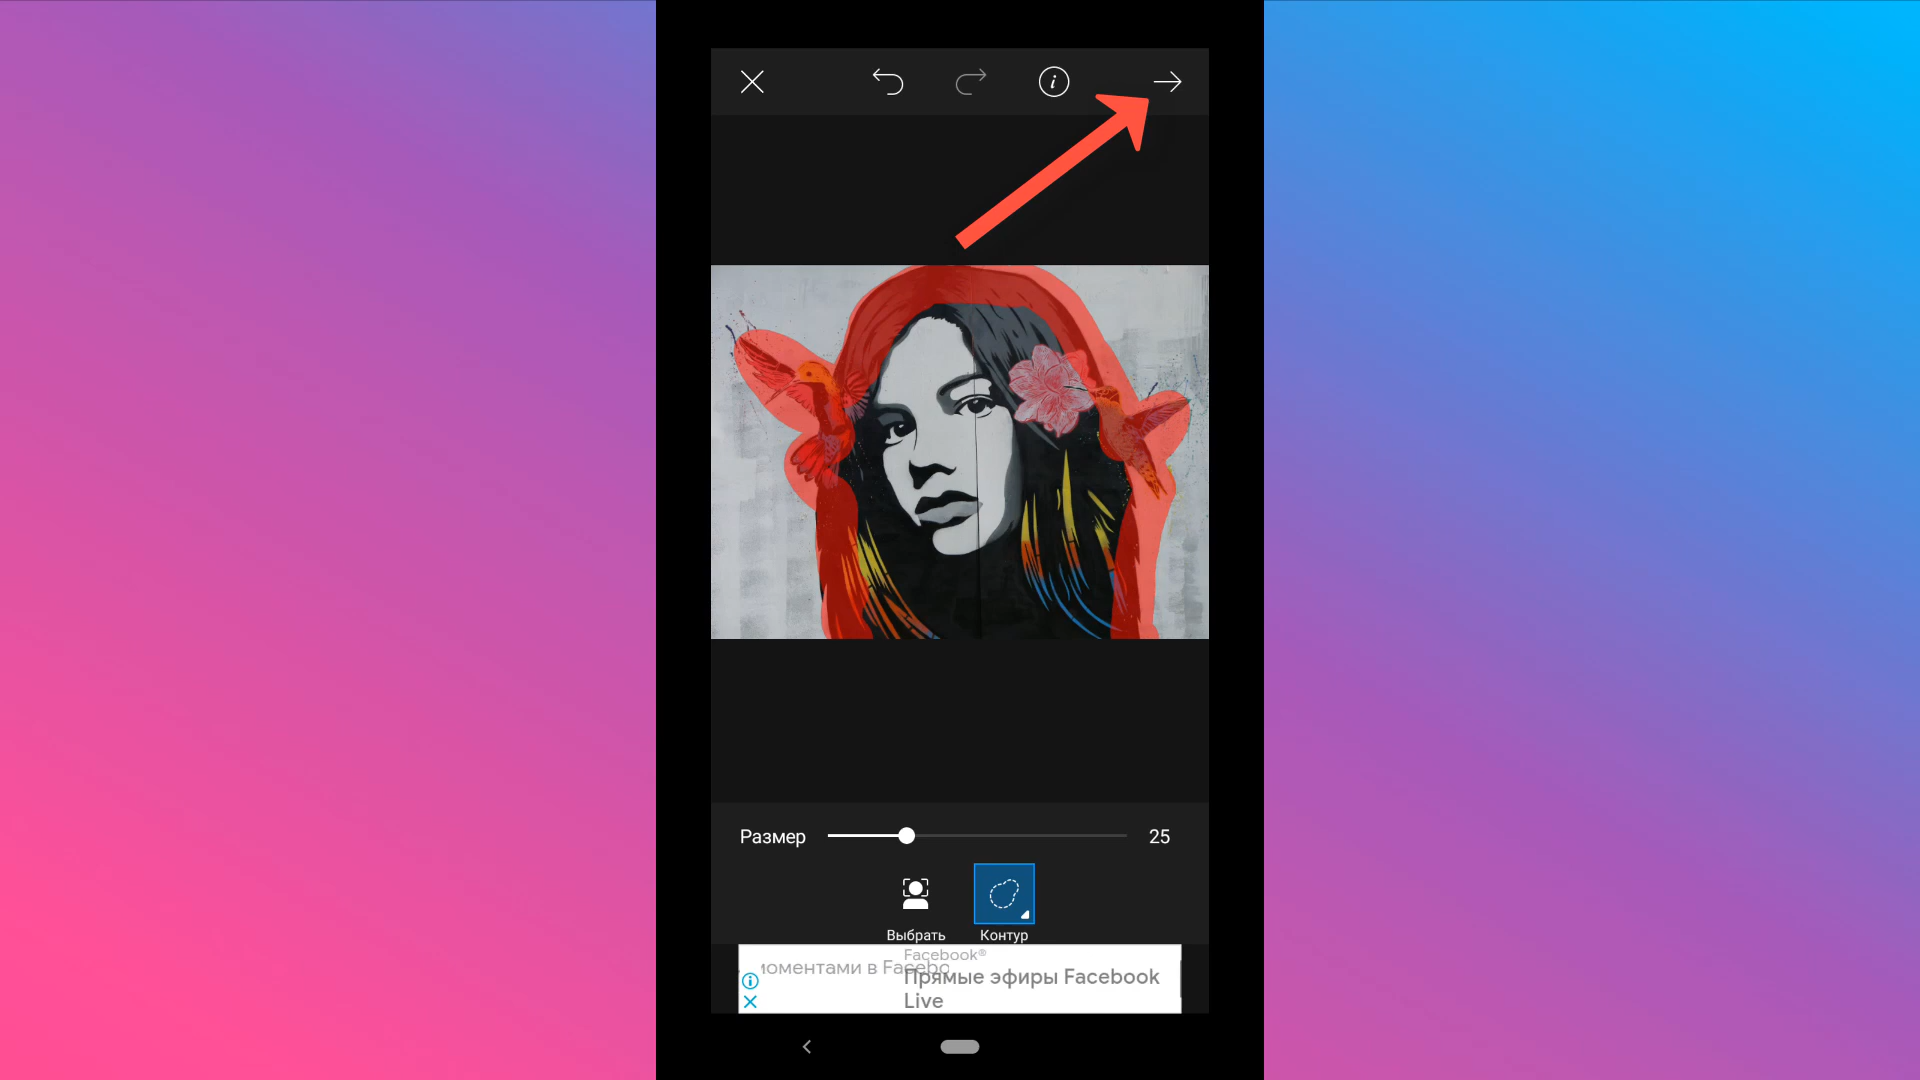 Размер
25
Выбрать
Контур
Facebook®
Прямые эфиры Facebook
Live